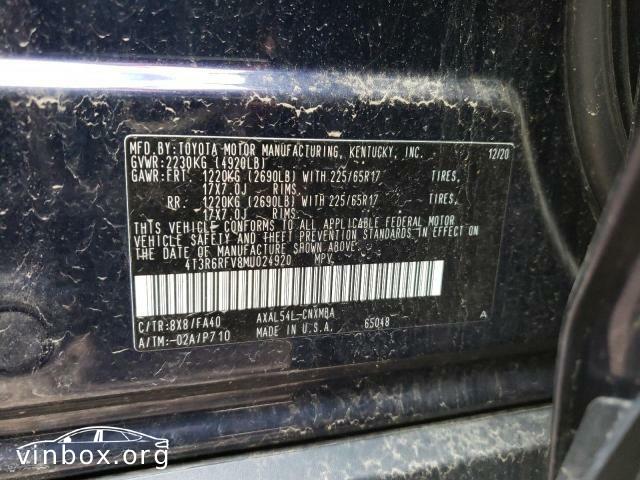 MFD.BY:TOYOTA MOTOR MANUFACTURING, KENTUCKY, INC. 12/20
GVWR:2230KG (4920LB)
GAWR:FRT. 1220KG (2690LB) WITH 225/65R17 TIRES,
17X7.0J RIMS.
RR: 1220KG (2690LB) WITH 225/65R17 TIRES,
17X7.0J RIMS.
THIS VEHICLE CONFORMS TO ALL APPLICABLE FEDERAL MOTOR
VEHICLE SAFETY AND THEFT PREVENTION STANDARDS IN
EFFECT ON THE DATE OF MANUFACTURE SHOWN ABOVE.
4T3R6RFV8MU024920 MPV
C/TR:8X8/FA40 AXAL54L-CNXMBA
A/TM:-02A/P710 MADE IN U.S.A. 65048 A
vinbox.org